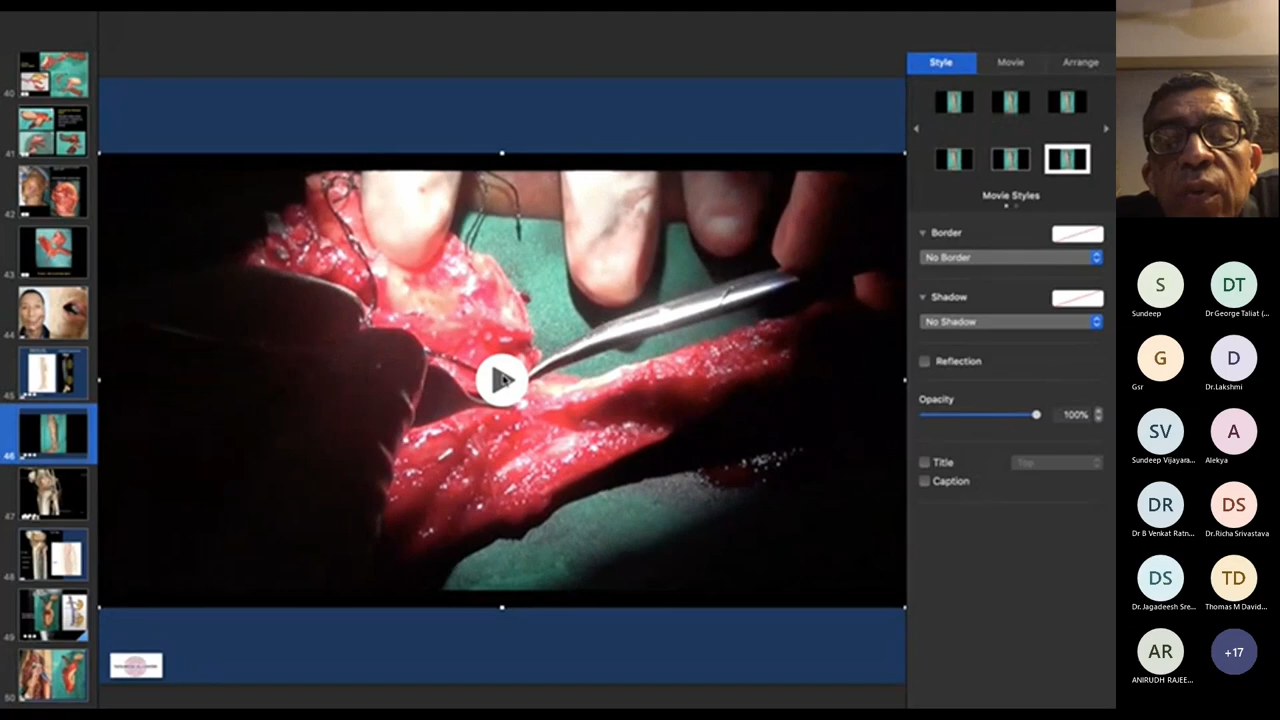 40
41
42
43
44
45
46
47
48
49
50
Style
Movie
Arrange
Movie Styles
Border
No Border
Shadow
No Shadow
Reflection
Opacity
100%
Title
Top
Caption
S
DT
Sundeep
Dr George Taliat (...
G
D
Gsr
Dr.Lakshmi
SV
A
Sundeep Vijayara...
Alekya
DR
DS
Dr B Venkat Ratn...
Dr.Richa Srivastava
DS
TD
Dr. Jagadeesh Sre...
Thomas M David...
AR
+17
ANIRUDH RAJEE...